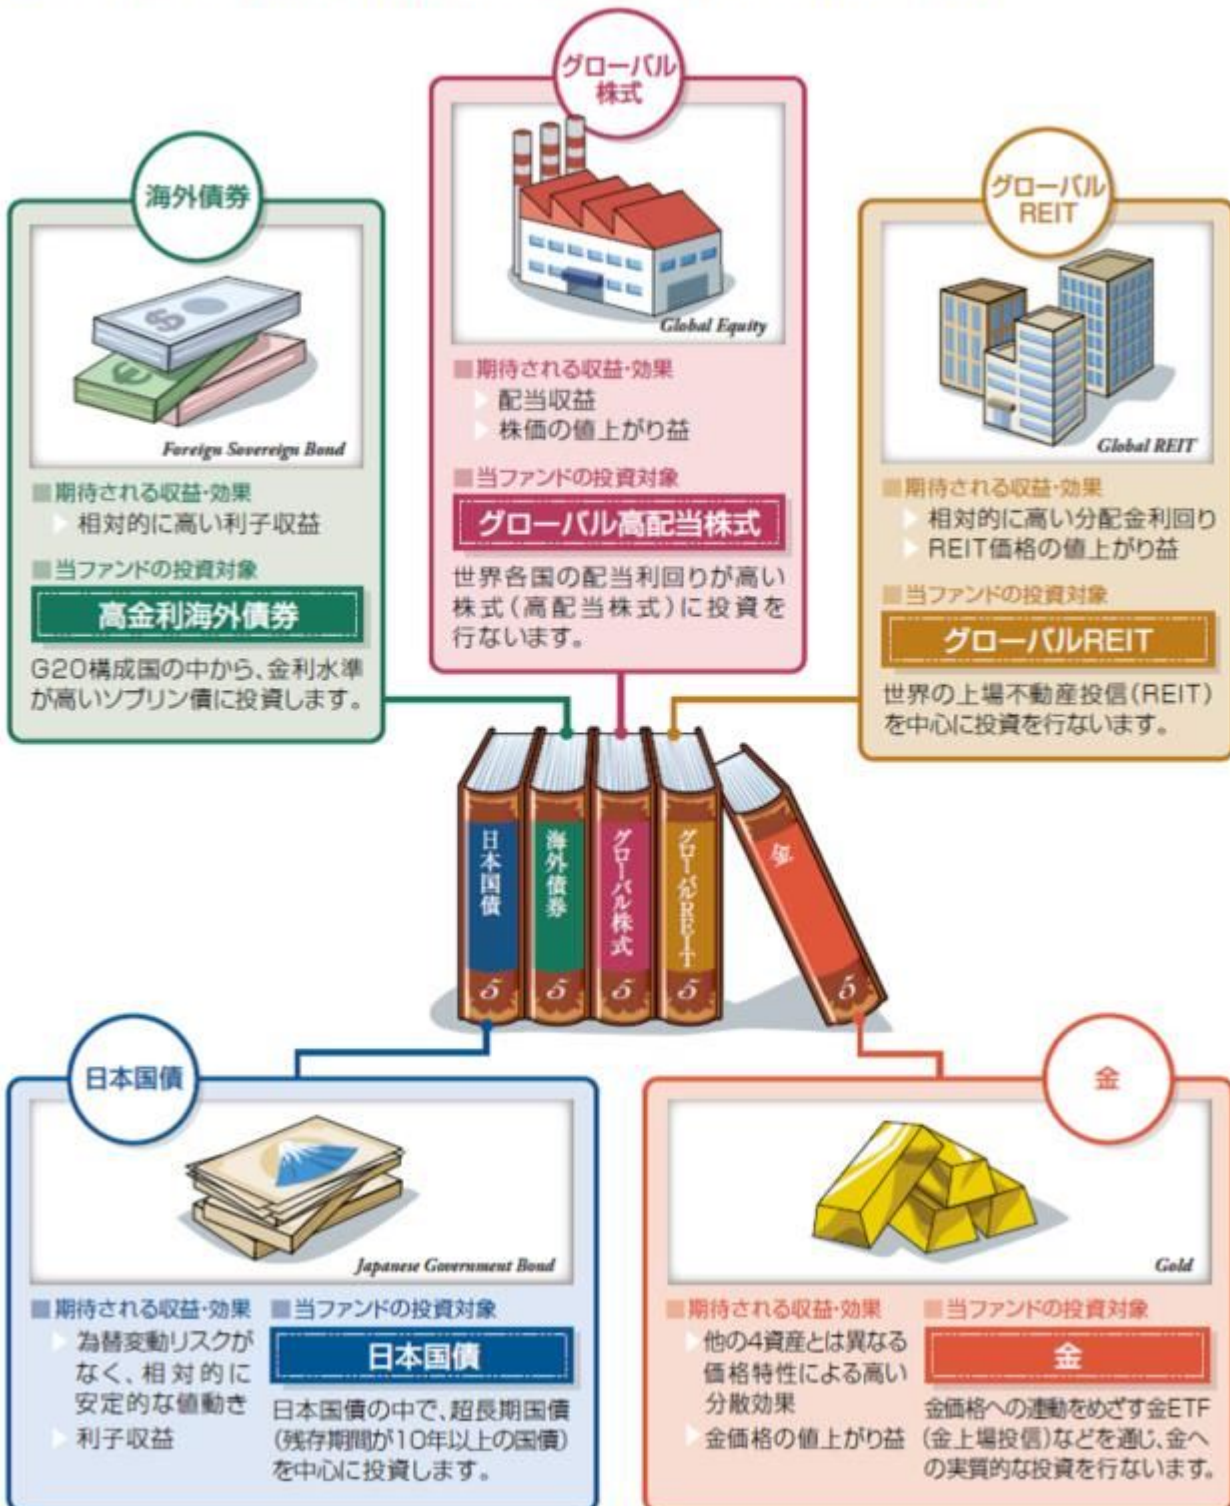 グローバル
株式
海外債券
グローバル
REIT
Foreign Sovereign Bond
■期待される収益・効果
相対的に高い利子収益
■当ファンドの投資対象
高金利海外債券
G20構成国の中から、金利水準
が高いソブリン債に投資します。
Global Equity
■期待される収益・効果
配当収益
株価の値上がり益
■当ファンドの投資対象
グローバル高配当株式
世界各国の配当利回りが高い
株式(高配当株式)に投資を
行ないます。
Global REIT
■期待される収益・効果
相対的に高い分配金利回り
REIT価格の値上がり益
■当ファンドの投資対象
グローバルREIT
世界の上場不動産投信(REIT)
を中心に投資を行ないます。
日本国債
5
海外債券
5
グローバル株式
5
グローバルREIT
5
金
5
日本国債
Japanese Government Bond
■期待される収益・効果
為替変動リスクが
なく、相対的に
安定的な値動き
利子収益
■当ファンドの投資対象
日本国債
日本国債の中で、超長期国債
(残存期間が10年以上の国債)
を中心に投資します。
金
Gold
■期待される収益・効果
他の4資産とは異なる
価格特性による高い
分散効果
金価格の値上がり益
■当ファンドの投資対象
金
金価格への連動をめざす金ETF
(金上場投信)などを通じ、金へ
の実質的な投資を行ないます。